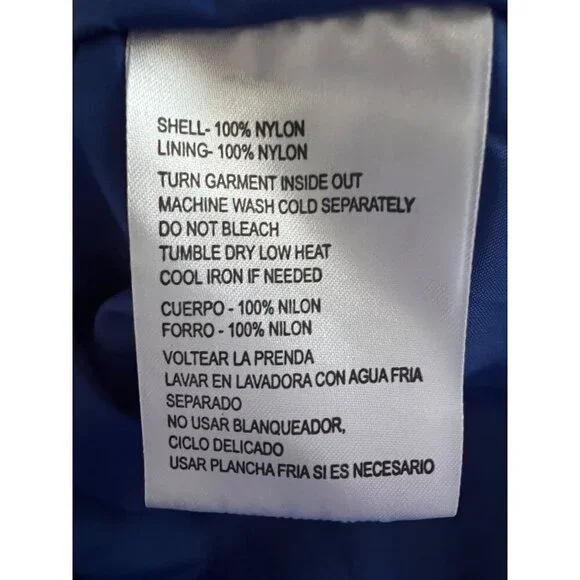 SHELL- 100% NYLON
LINING- 100% NYLON
TURN GARMENT INSIDE OUT
MACHINE WASH COLD SEPARATELY
DO NOT BLEACH
TUMBLE DRY LOW HEAT
COOL IRON IF NEEDED
CUERPO - 100% NILON
FORRO - 100% NILON
VOLTEAR LA PRENDA
LAVAR EN LAVADORA CON AGUA FRIA
SEPARADO
NO USAR BLANQUEADOR,
CICLO DELICADO
USAR PLANCHA FRIA SI ES NECESARIO